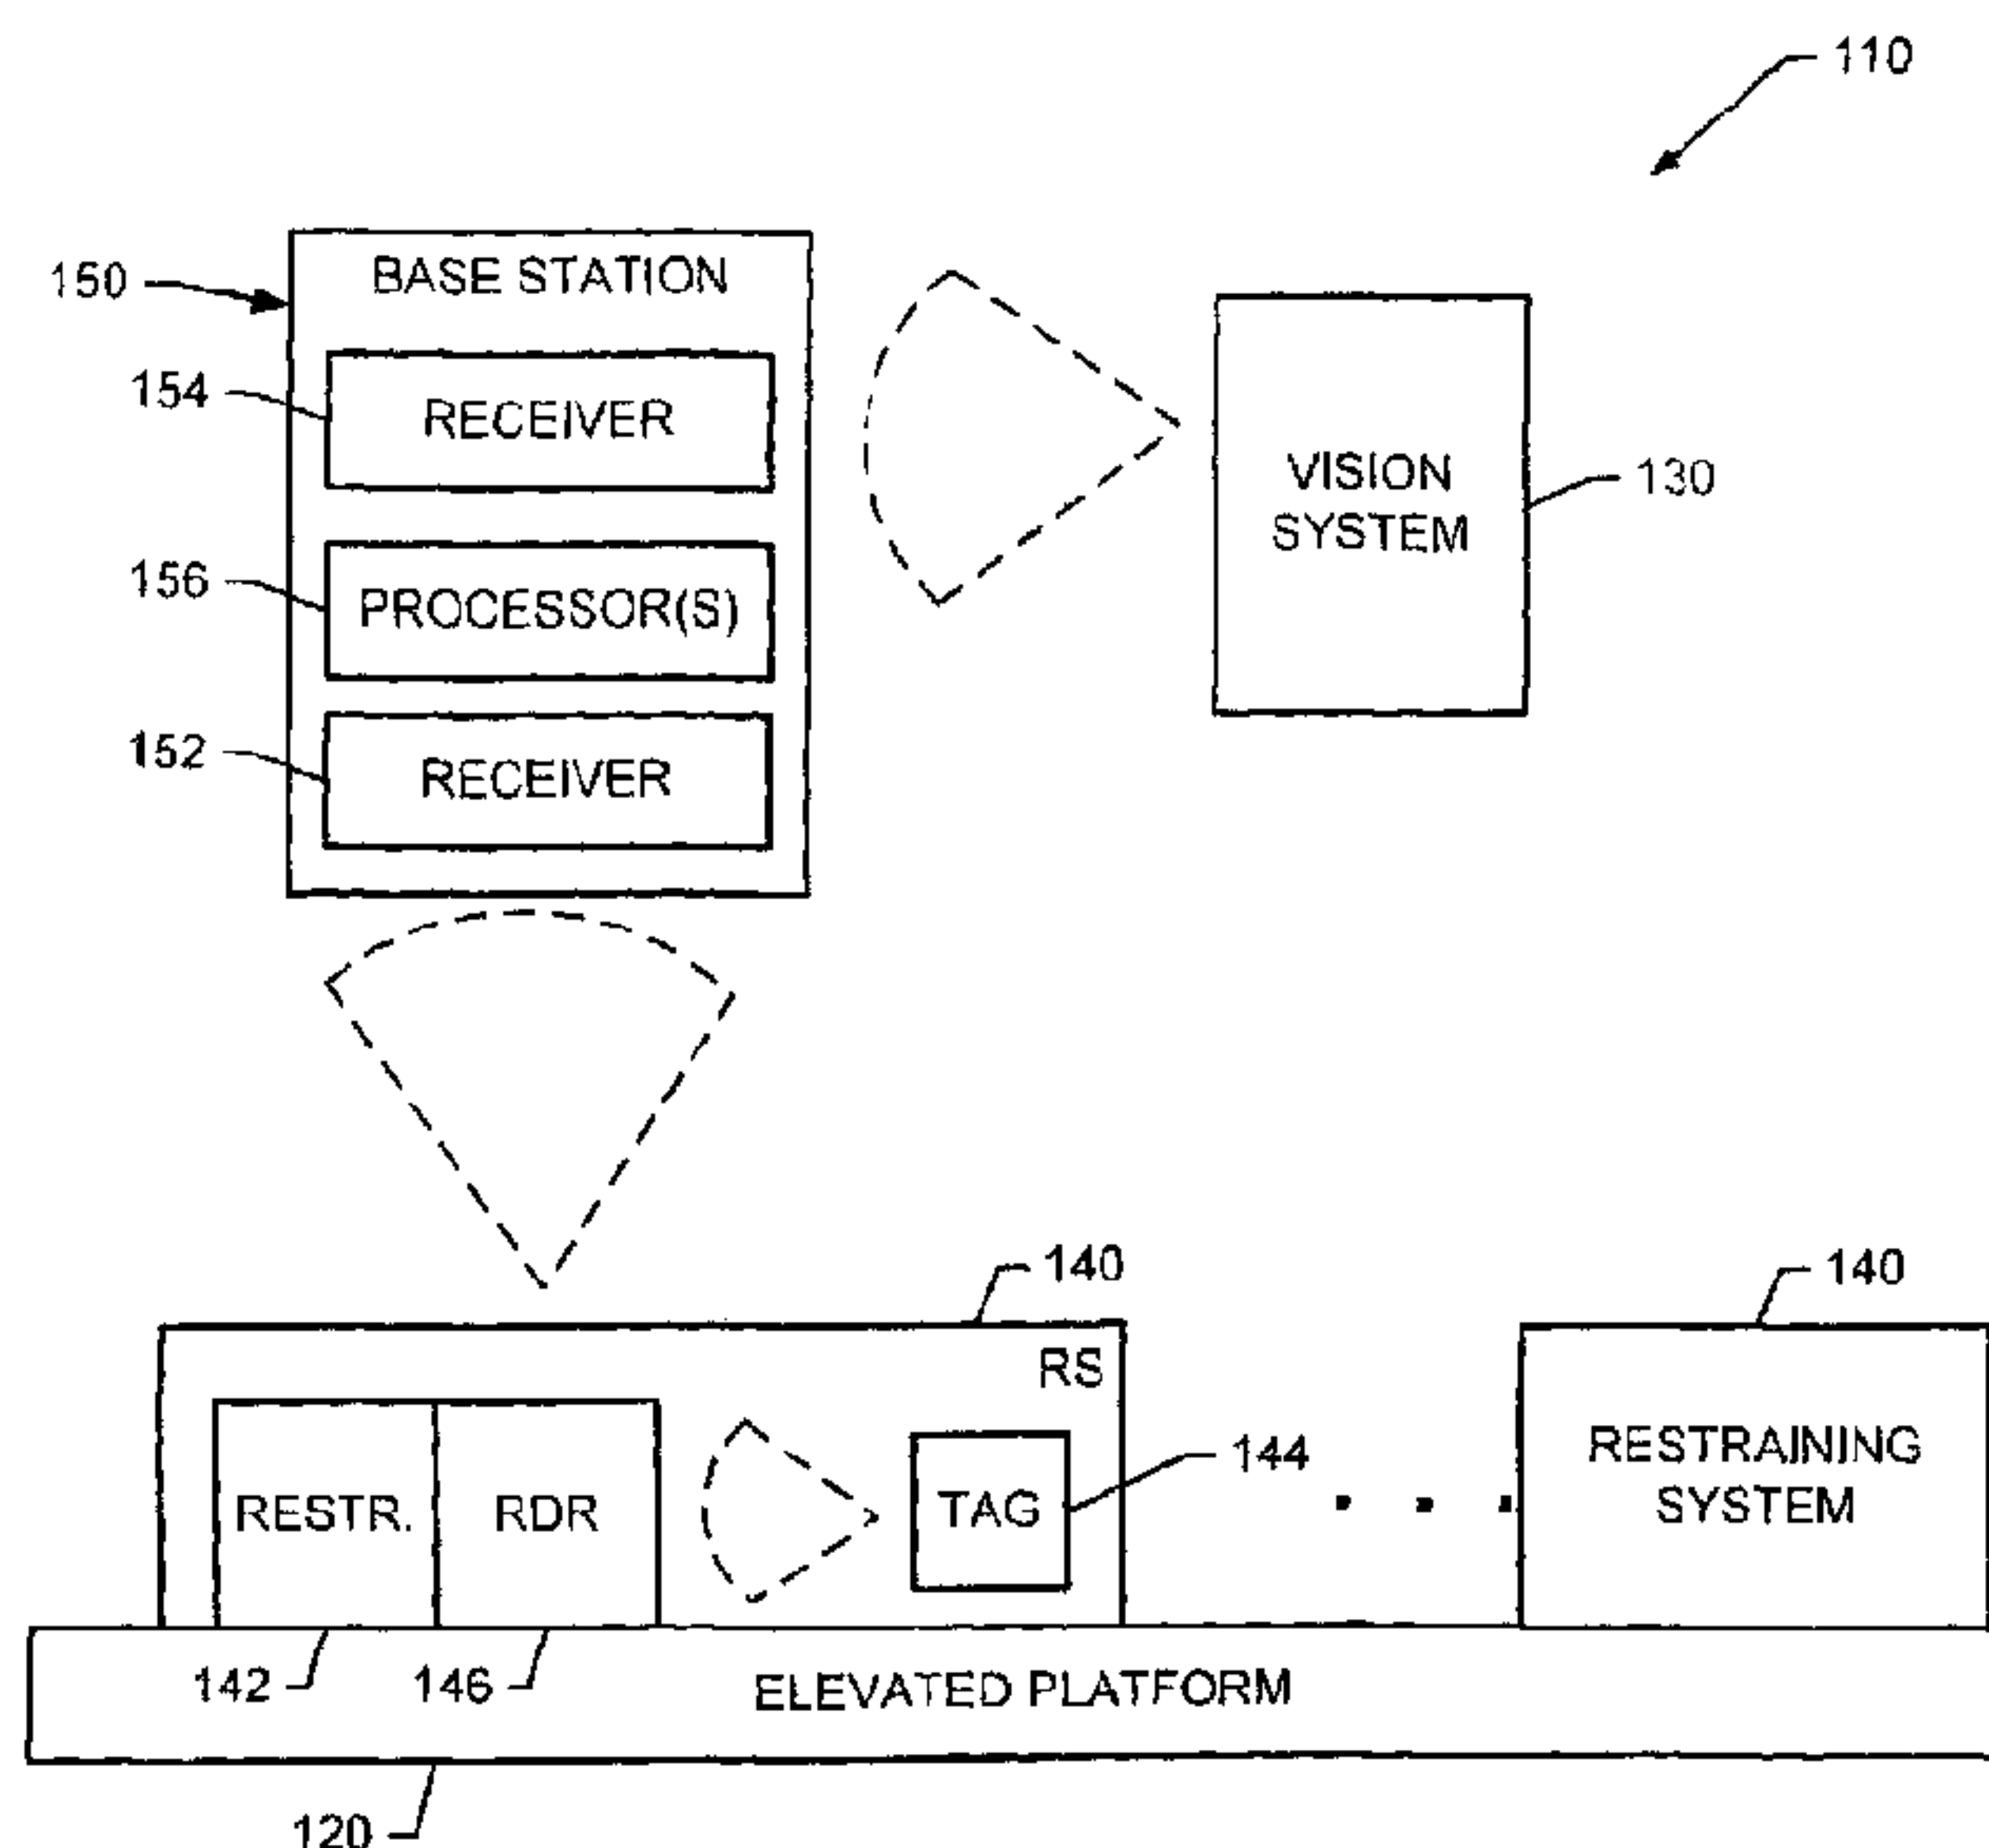 110
150
BASE STATION
154
RECEIVER
VISION
SYSTEM
130
156
PROCESSOR(S)
152
RECEIVER
140
140
RS
RESTR.
RDR
TAG
144
RESTRAINING
SYSTEM
142
146
ELEVATED PLATFORM
120